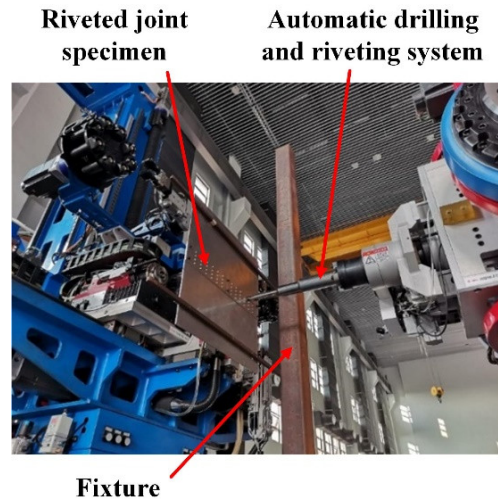 Riveted joint
specimen
Automatic drilling
and riveting system
Fixture